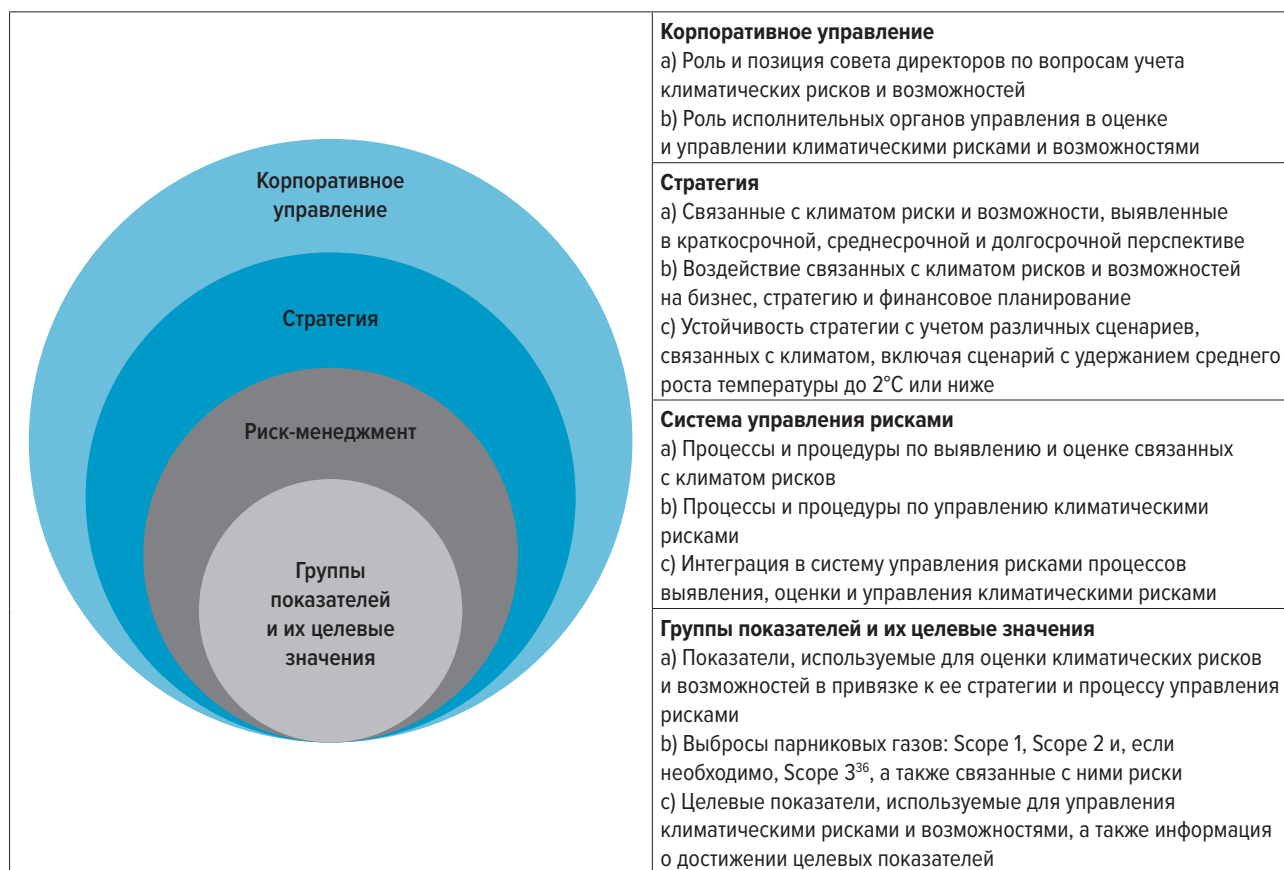 Корпоративное
управление
Стратегия
Риск-менеджмент
Группы
показателей
и их целевые
значения
Корпоративное управление
a) Роль и позиция совета директоров по вопросам учета
климатических рисков и возможностей
b) Роль исполнительных органов управления в оценке
и управлении климатическими рисками и возможностями
Стратегия
a) Связанные с климатом риски и возможности, выявленные
в краткосрочной, среднесрочной и долгосрочной перспективе
b) Воздействие связанных с климатом рисков и возможностей
на бизнес, стратегию и финансовое планирование
c) Устойчивость стратегии с учетом различных сценариев,
связанных с климатом, включая сценарий с удержанием среднего
роста температуры до 2°C или ниже
Система управления рисками
a) Процессы и процедуры по выявлению и оценке связанных
с климатом рисков
b) Процессы и процедуры по управлению климатическими
рисками
c) Интеграция в систему управления рисками процессов
выявления, оценки и управления климатическими рисками
Группы показателей и их целевые значения
a) Показатели, используемые для оценки климатических рисков
и возможностей в привязке к ее стратегии и процессу управления
рисками
b) Выбросы парниковых газов: Scope 1, Scope 2 и, если
необходимо, Scope 3³⁶, а также связанные с ними риски
c) Целевые показатели, используемые для управления
климатическими рисками и возможностями, а также информация
о достижении целевых показателей